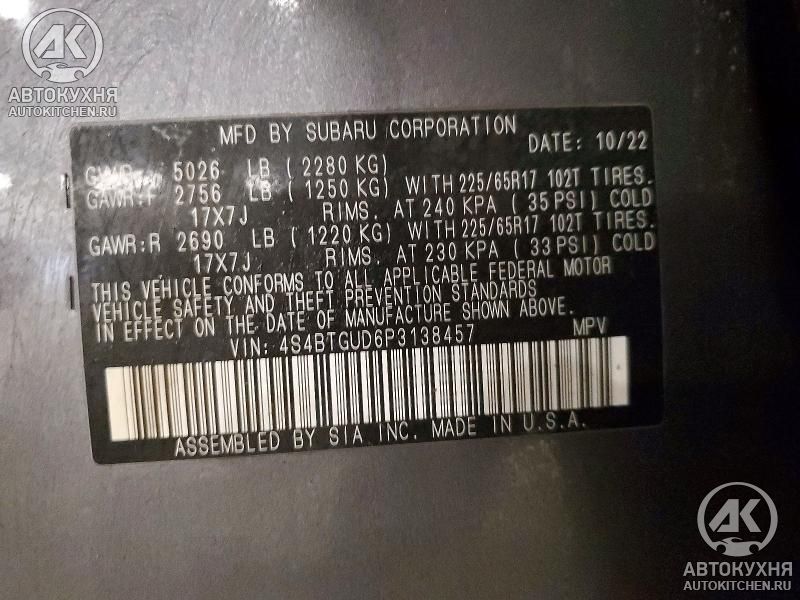 АК
АВТОКУХНЯ
AUTOKITCHEN.RU
MFD BY SUBARU CORPORATION DATE: 10/22
GVWR 5026 LB ( 2280 KG)
GAWR:F 2756 LB ( 1250 KG) WITH 225/65R17 102T TIRES.
17X7J RIMS. AT 240 KPA ( 35 PSI) COLD
GAWR:R 2690 LB ( 1220 KG) WITH 225/65R17 102T TIRES.
17X7J RIMS. AT 230 KPA ( 33 PSI) COLD
THIS VEHICLE CONFORMS TO ALL APPLICABLE FEDERAL MOTOR
VEHICLE SAFETY AND THEFT PREVENTION STANDARDS
IN EFFECT ON THE DATE OF MANUFACTURE SHOWN ABOVE.
VIN: 4S4BTGUD6P3138457 MPV
ASSEMBLED BY SIA INC. MADE IN U.S.A.
АК
АВТОКУХНЯ
AUTOKITCHEN.RU